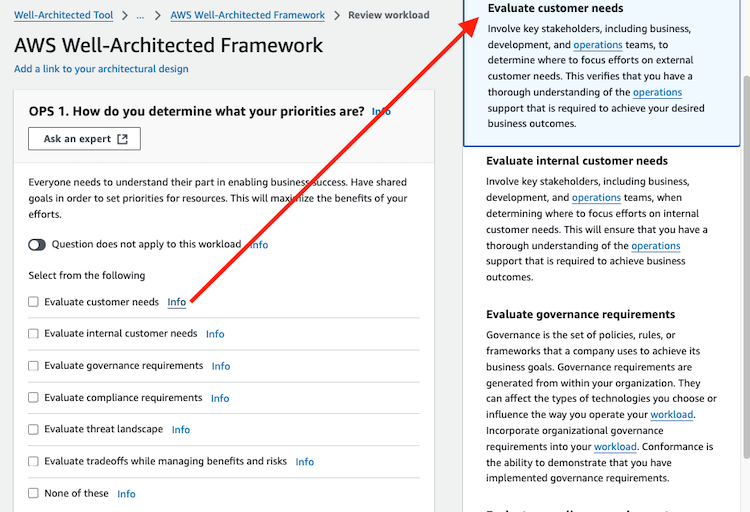 Well-Architected Tool > ... > AWS Well-Architected Framework > Review workload
AWS Well-Architected Framework
Add a link to your architectural design
OPS 1. How do you determine what your priorities are? Info
Ask an expert
Everyone needs to understand their part in enabling business success. Have shared
goals in order to set priorities for resources. This will maximize the benefits of your
efforts.
Question does not apply to this workload Info
Select from the following
Evaluate customer needs Info
Evaluate internal customer needs Info
Evaluate governance requirements Info
Evaluate compliance requirements Info
Evaluate threat landscape Info
Evaluate tradeoffs while managing benefits and risks Info
None of these Info
Evaluate customer needs
Involve key stakeholders, including business,
development, and operations teams, to
determine where to focus efforts on external
customer needs. This verifies that you have a
thorough understanding of the operations
support that is required to achieve your desired
business outcomes.
Evaluate internal customer needs
Involve key stakeholders, including business,
development, and operations teams, when
determining where to focus efforts on internal
customer needs. This will ensure that you have a
thorough understanding of the operations
support that is required to achieve business
outcomes.
Evaluate governance requirements
Governance is the set of policies, rules, or
frameworks that a company uses to achieve its
business goals. Governance requirements are
generated from within your organization. They
can affect the types of technologies you choose or
influence the way you operate your workload.
Incorporate organizational governance
requirements into your workload. Conformance is
the ability to demonstrate that you have
implemented governance requirements.